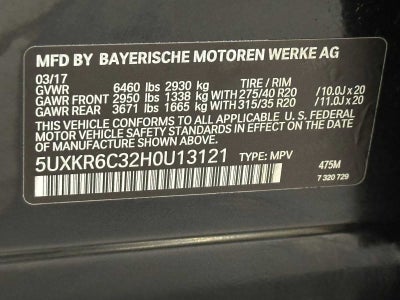 MFD BY BAYERISCHE MOTOREN WERKE AG
03/17
GVWR 6460 lbs 2930 kg TIRE / RIM
GAWR FRONT 2950 lbs 1338 kg WITH 275/40 R20 /10.0J x 20
GAWR REAR 3671 lbs 1665 kg WITH 315/35 R20 /11.0J x 20
THIS VEHICLE CONFORMS TO ALL APPLICABLE U. S. FEDERAL
MOTOR VEHICLE SAFETY STANDARDS IN EFFECT ON THE DATE
OF MANUFACTURE SHOWN ABOVE.
5UXKR6C32H0U13121 TYPE: MPV
475M
7 320 729